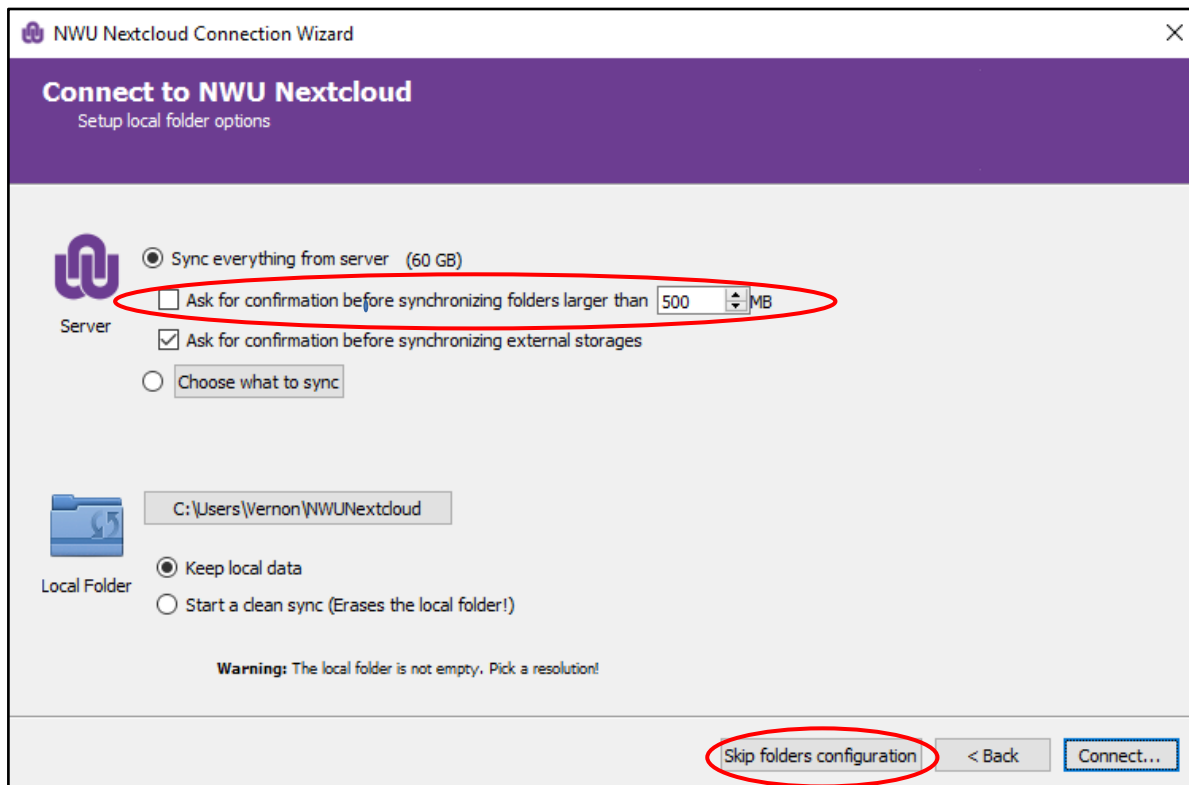 NWU Nextcloud Connection Wizard
Connect to NWU Nextcloud
Setup local folder options
Sync everything from server (60 GB)
Ask for confirmation before synchronizing folders larger than 500 MB
Server
Ask for confirmation before synchronizing external storages
Choose what to sync
C:\Users\Vernon\NWUNextcloud
Keep local data
Local Folder
Start a clean sync (Erases the local folder!)
Warning: The local folder is not empty. Pick a resolution!
Skip folders configuration < Back Connect...